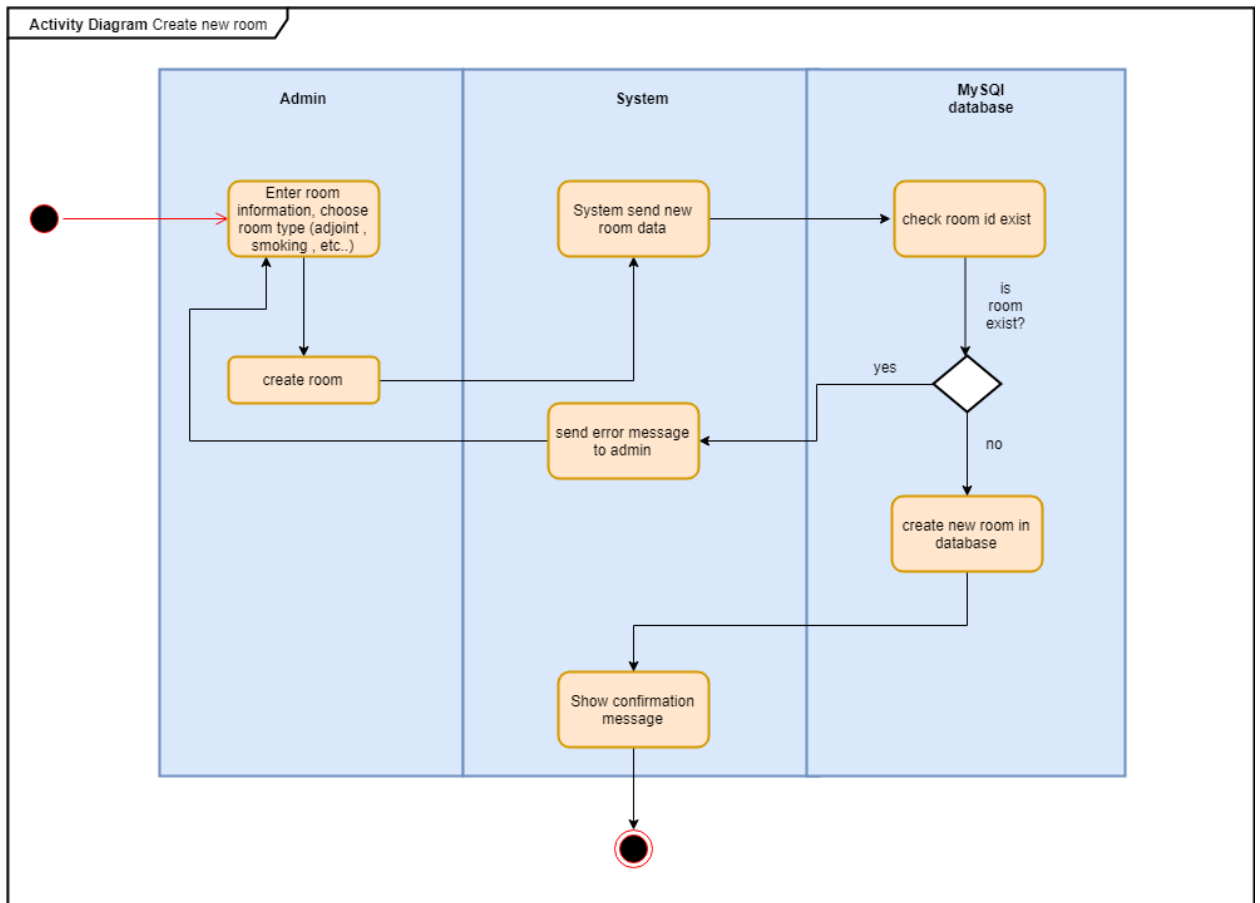 Activity Diagram Create new room
Admin
System
MySQl
database
Enter room
information, choose
room type (adjoint ,
smoking , etc..)
System send new
room data
check room id exist
is
room
exist?
create room
yes
send error message
to admin
no
create new room in
database
Show confirmation
message